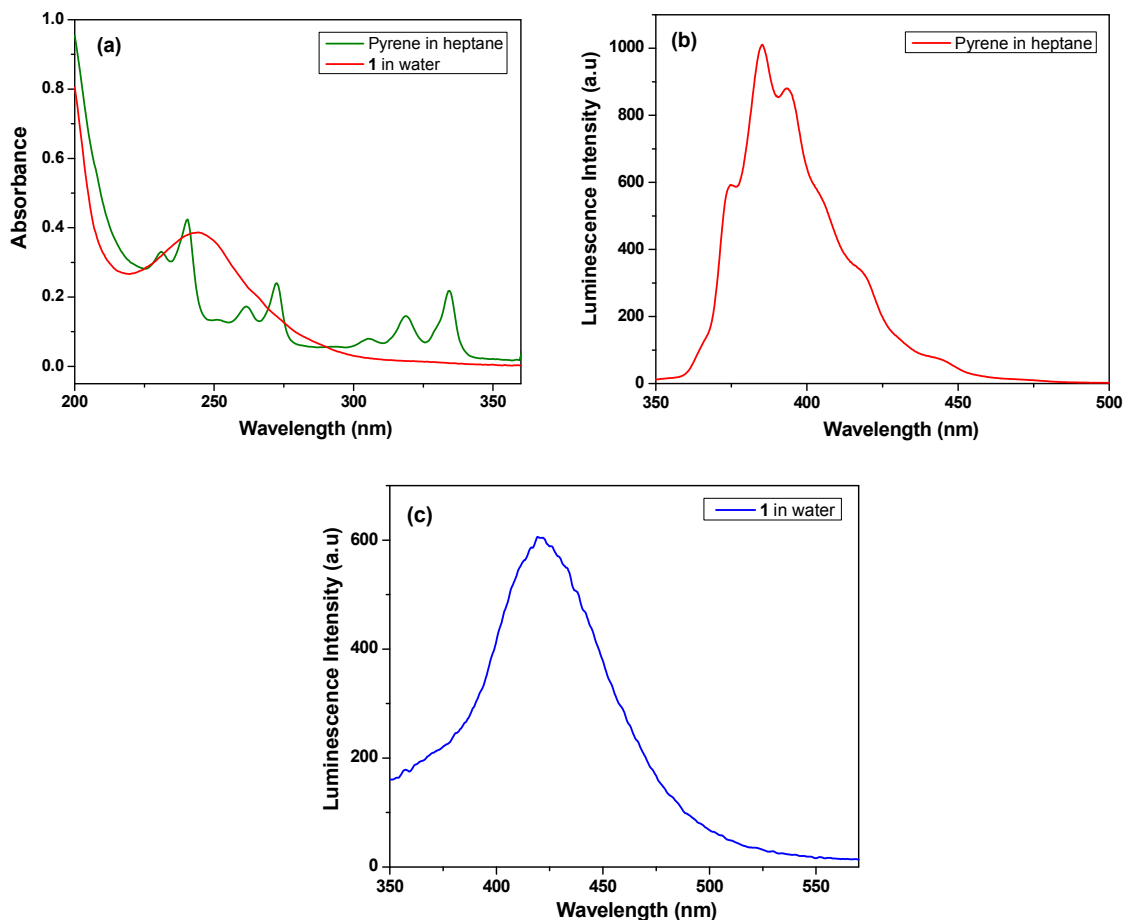 (a)
Pyrene in heptane
1 in water
1.0
0.8
0.6
0.4
0.2
0.0
200
250
300
350
Absorbance
Wavelength (nm)
(b)
Pyrene in heptane
1000
800
600
400
200
0
350
400
450
500
Luminescence Intensity (a.u)
Wavelength (nm)
(c)
1 in water
600
400
200
0
350
400
450
500
550
Luminescence Intensity (a.u)
Wavelength (nm)